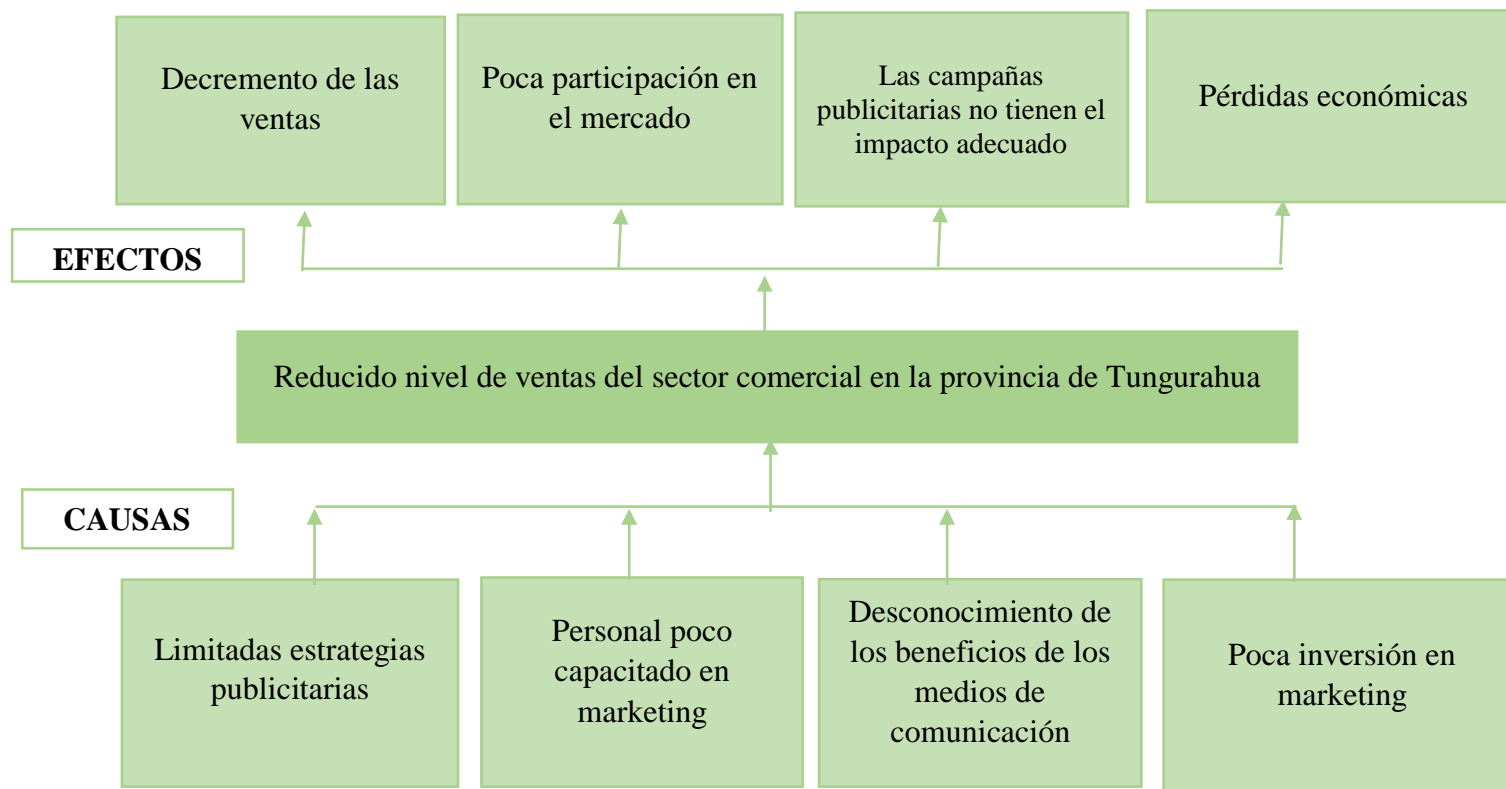 Decremento de las
ventas
Poca participación en
el mercado
Las campañas
publicitarias no tienen el
impacto adecuado
Pérdidas económicas
EFECTOS
Reducido nivel de ventas del sector comercial en la provincia de Tungurahua
CAUSAS
Limitadas estrategias
publicitarias
Personal poco
capacitado en
marketing
Desconocimiento de
los beneficios de los
medios de
comunicación
Poca inversión en
marketing